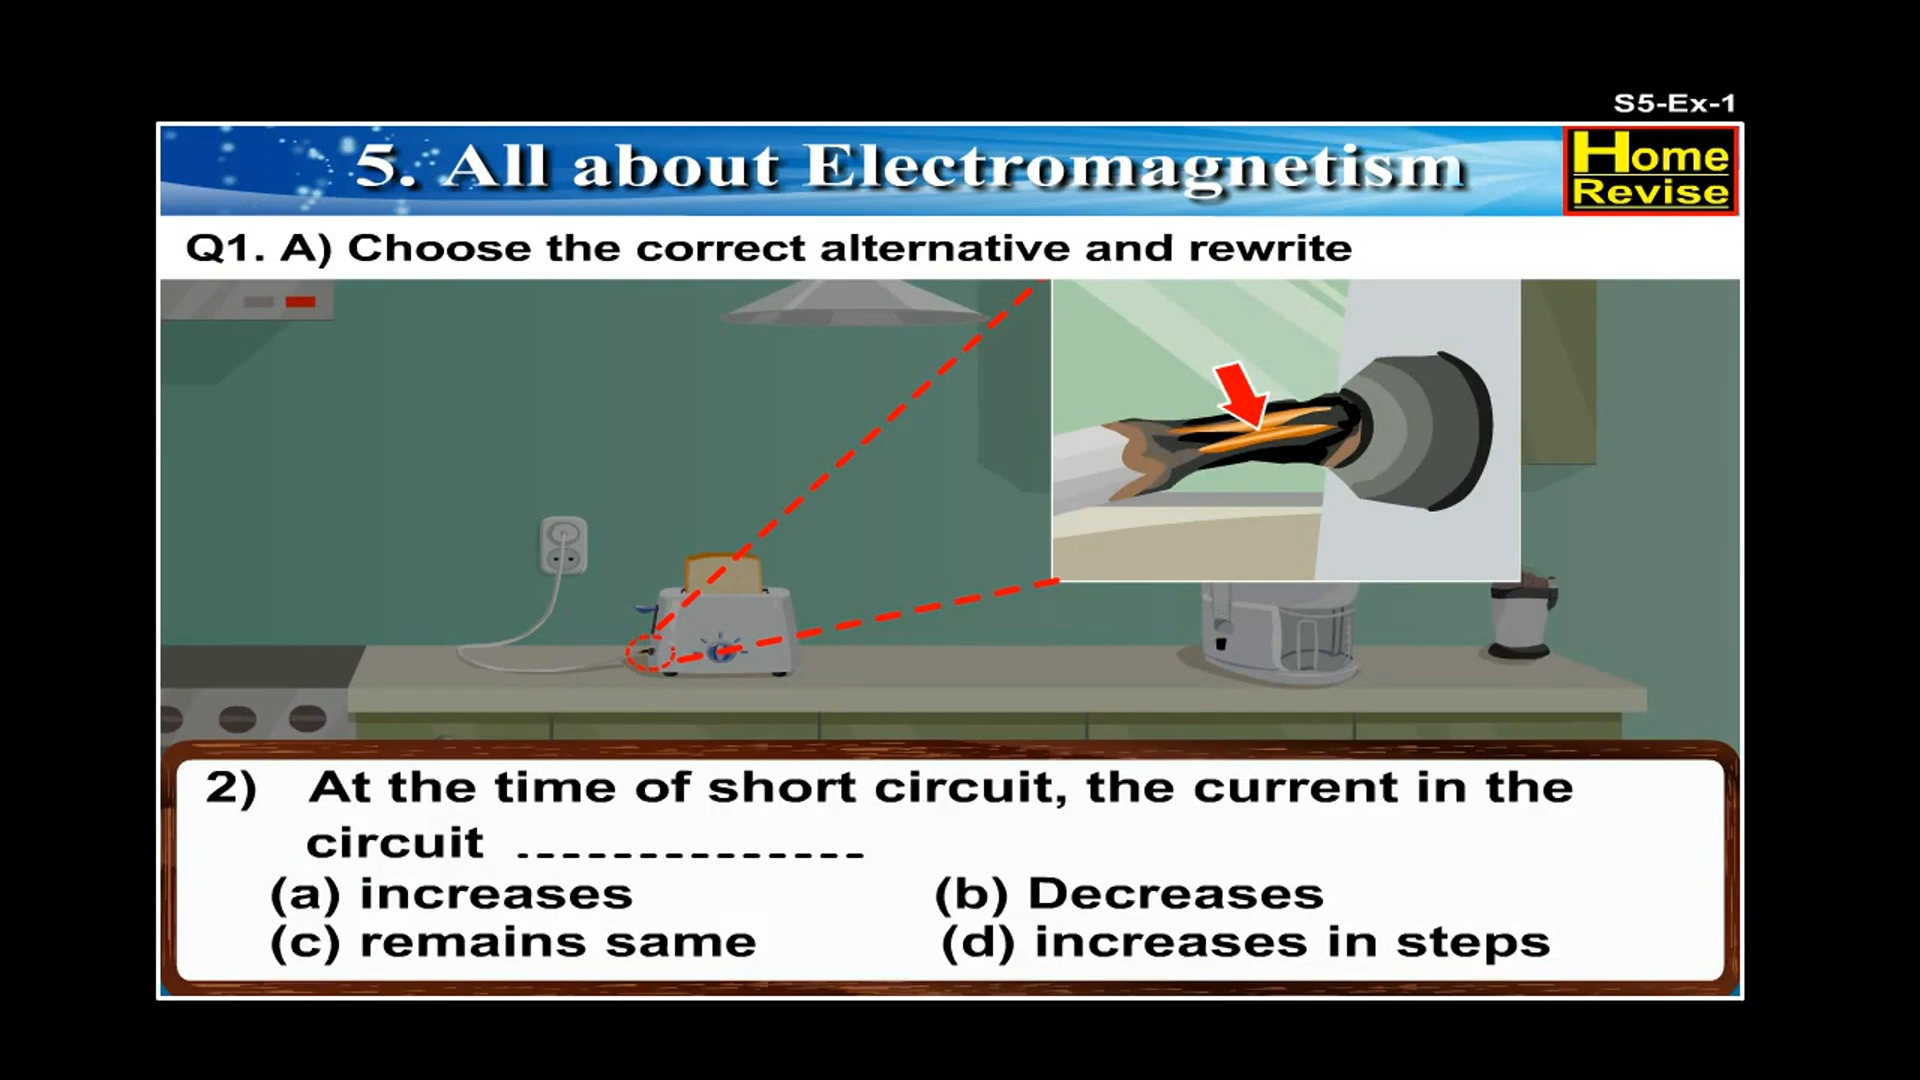 S5-Ex-1
5. All about Electromagnetism
Home
Revise
Q1. A) Choose the correct alternative and rewrite
2) At the time of short circuit, the current in the
circuit _ _ _ _ _ _ _ _ _ _ _ _ _ _
(a) increases (b) Decreases
(c) remains same (d) increases in steps